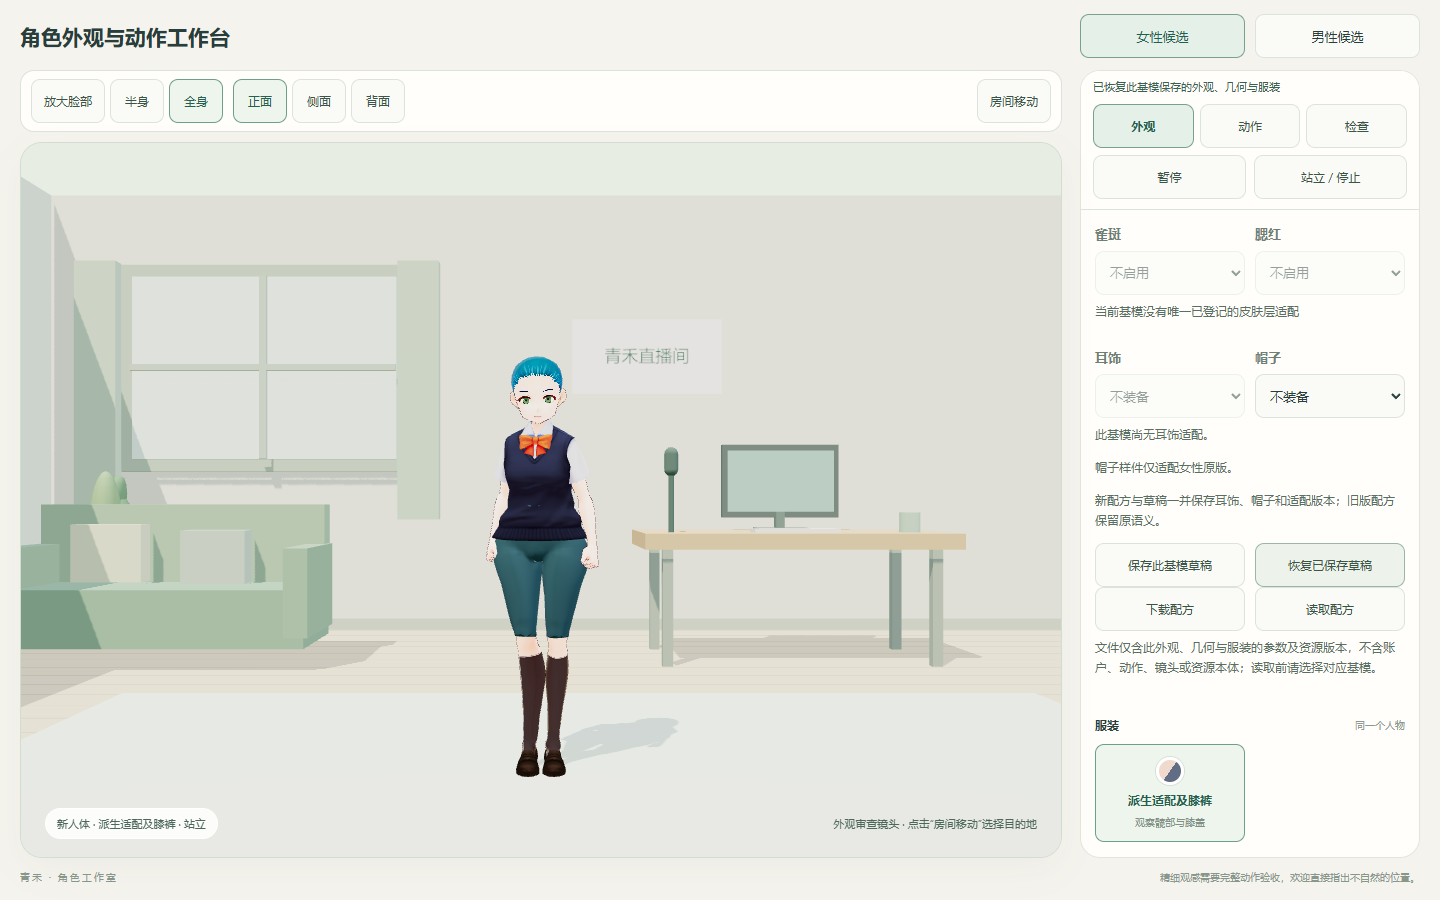 角色外观与动作工作台
女性候选
男性候选
放大脸部
半身
全身
正面
侧面
背面
房间移动
已恢复此基模保存的外观、几何与服装
外观
动作
检查
暂停
站立 / 停止
雀斑
腮红
不启用
不启用
当前基模没有唯一已登记的皮肤层适配
耳饰
帽子
不装备
不装备
此基模尚无耳饰适配。
帽子样件仅适配女性原版。
新配方与草稿一并保存耳饰、帽子和适配版本；旧版配方
保留原语义。
保存此基模草稿
恢复已保存草稿
下载配方
读取配方
文件仅含此外观、几何与服装的参数及资源版本，不含账
户、动作、镜头或资源本体；读取前请选择对应基模。
服装
同一个人物
派生适配及膝裤
观察髋部与膝盖
青禾直播间
新人体 · 派生适配及膝裤 · 站立
外观审查镜头 · 点击“房间移动”选择目的地
青禾 · 角色工作室
精细观感需要完整动作验收，欢迎直接指出不自然的位置。